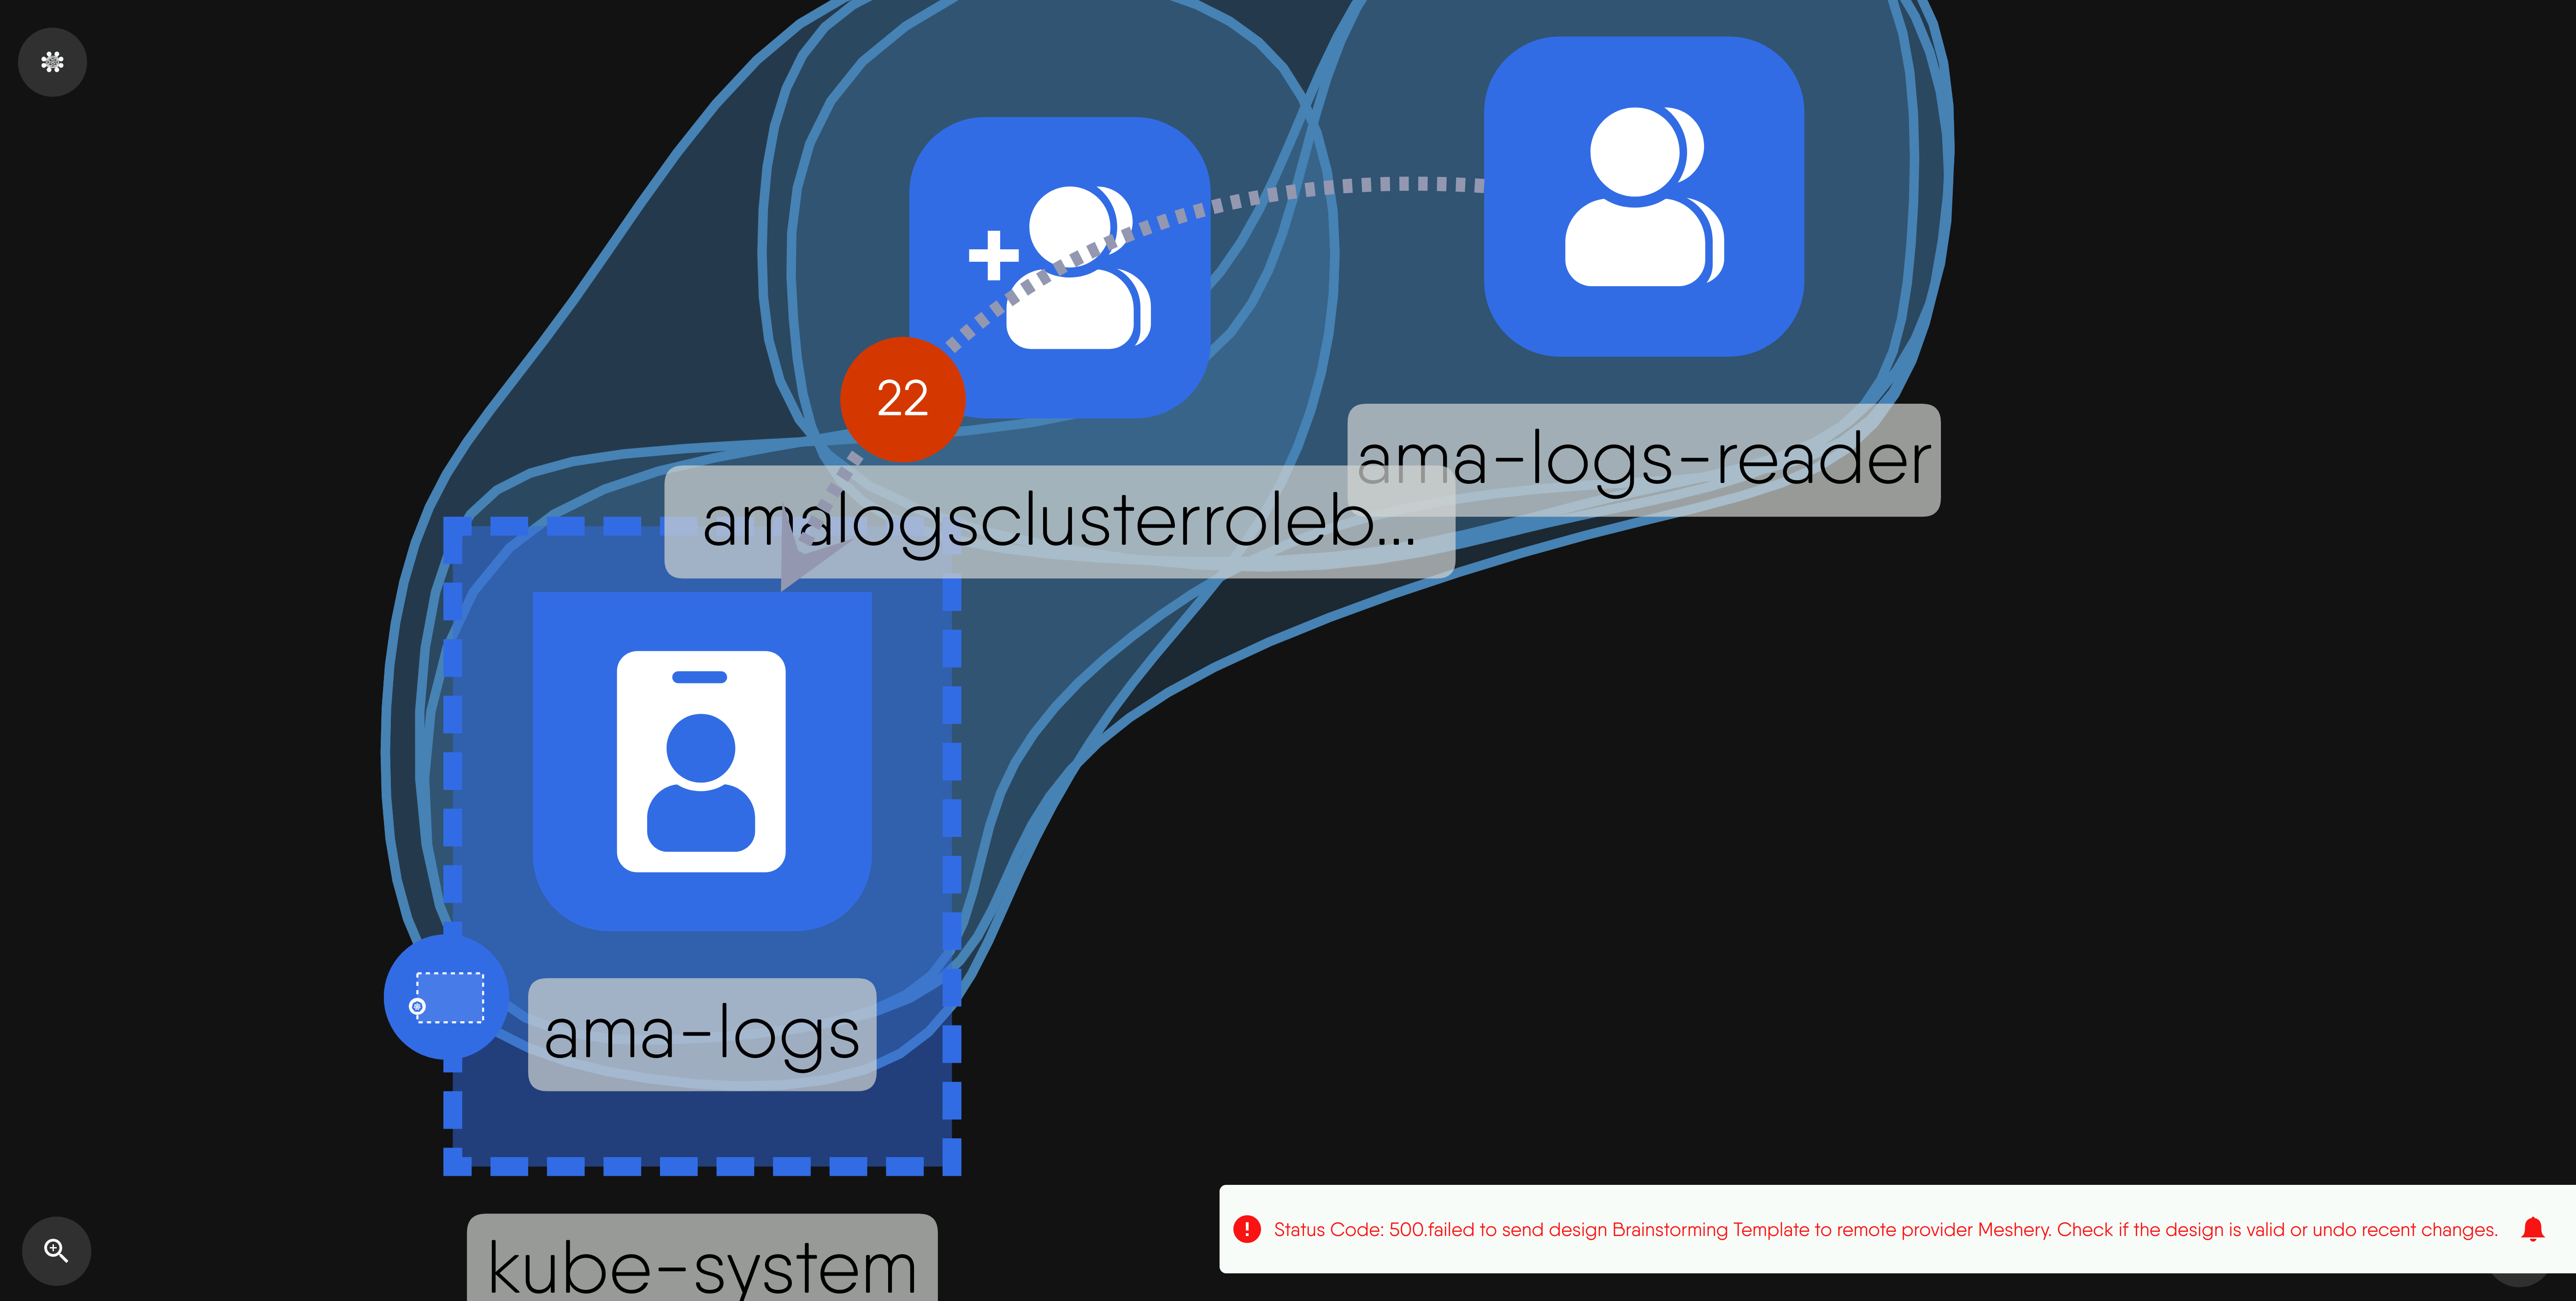 22
ama-logs-reader
amalogsclusterroleb...
ama-logs
Status Code: 500.failed to send design Brainstorming Template to remote provider Meshery. Check if the design is valid or undo recent changes.
kube-system